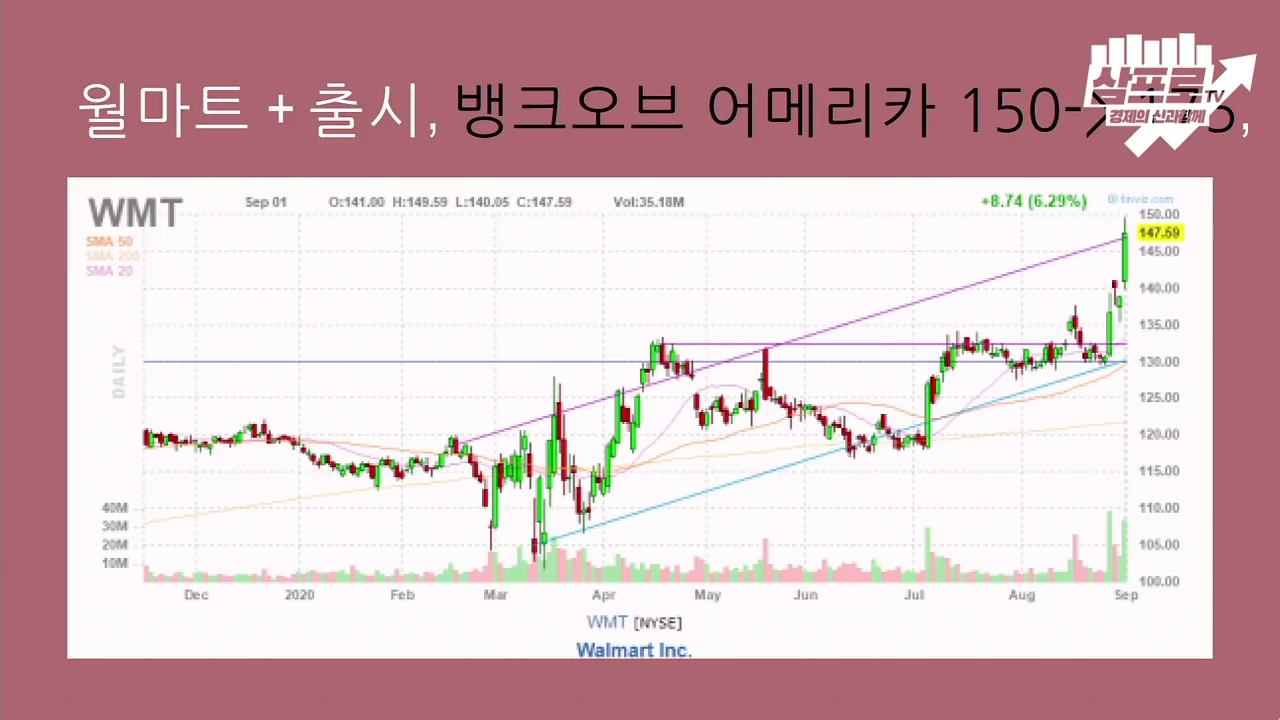 월마트 + 출시, 뱅크오브 어메리카 150->175,
삼프로TV
경제의 신과함께
WMT
Sep 01 O:141.00 H:149.59 L:140.05 C:147.59 Vol:35.18M +8.74 (6.29%) © finviz.com
SMA 50
SMA 200
SMA 20
DAILY
150.00
147.59
145.00
140.00
135.00
130.00
125.00
120.00
115.00
110.00
105.00
100.00
40M
30M
20M
10M
Dec 2020 Feb Mar Apr May Jun Jul Aug Sep
WMT [NYSE]
Walmart Inc.